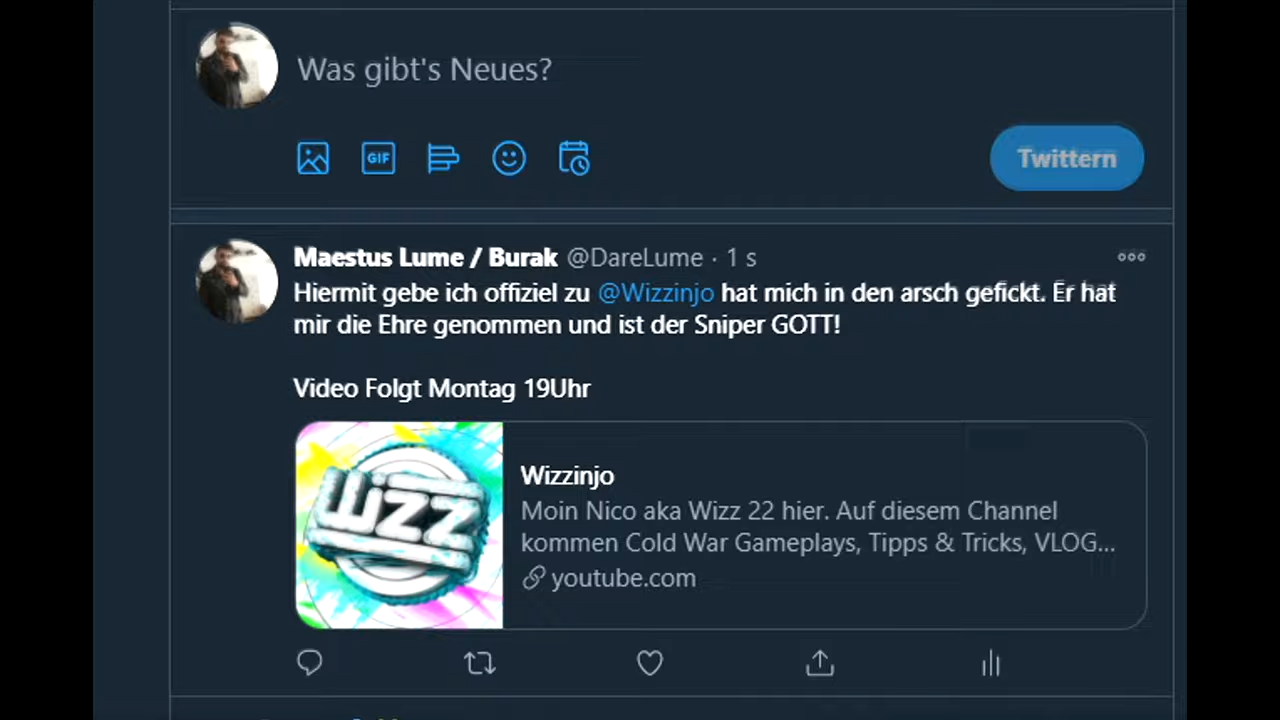 Was gibt's Neues?
GIF
Twittern
Maestus Lume / Burak @DareLume · 1 s
Hiermit gebe ich offiziel zu @Wizzinjo hat mich in den arsch gefickt. Er hat
mir die Ehre genommen und ist der Sniper GOTT!
Video Folgt Montag 19Uhr
Wizz
Wizzinjo
Moin Nico aka Wizz 22 hier. Auf diesem Channel
kommen Cold War Gameplays, Tipps & Tricks, VLOG...
youtube.com